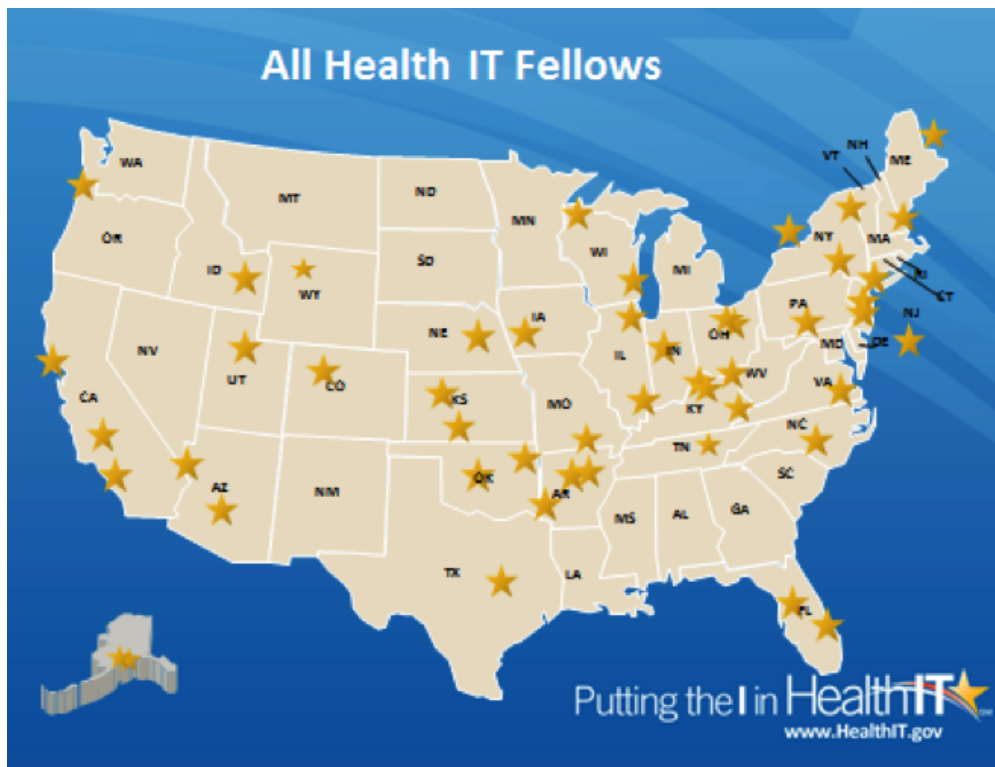 All Health IT Fellows
WA
MT
ND
MN
VT
NH
ME
OR
ID
WY
SD
WI
MI
NY
MA
RI
CT
NV
UT
CO
NE
IA
IL
IN
OH
PA
NJ
MD
DE
CA
KS
MO
KY
WV
VA
AZ
NM
OK
AR
TN
NC
SC
TX
LA
MS
AL
GA
FL
Putting the I in HealthIT
www.HealthIT.gov